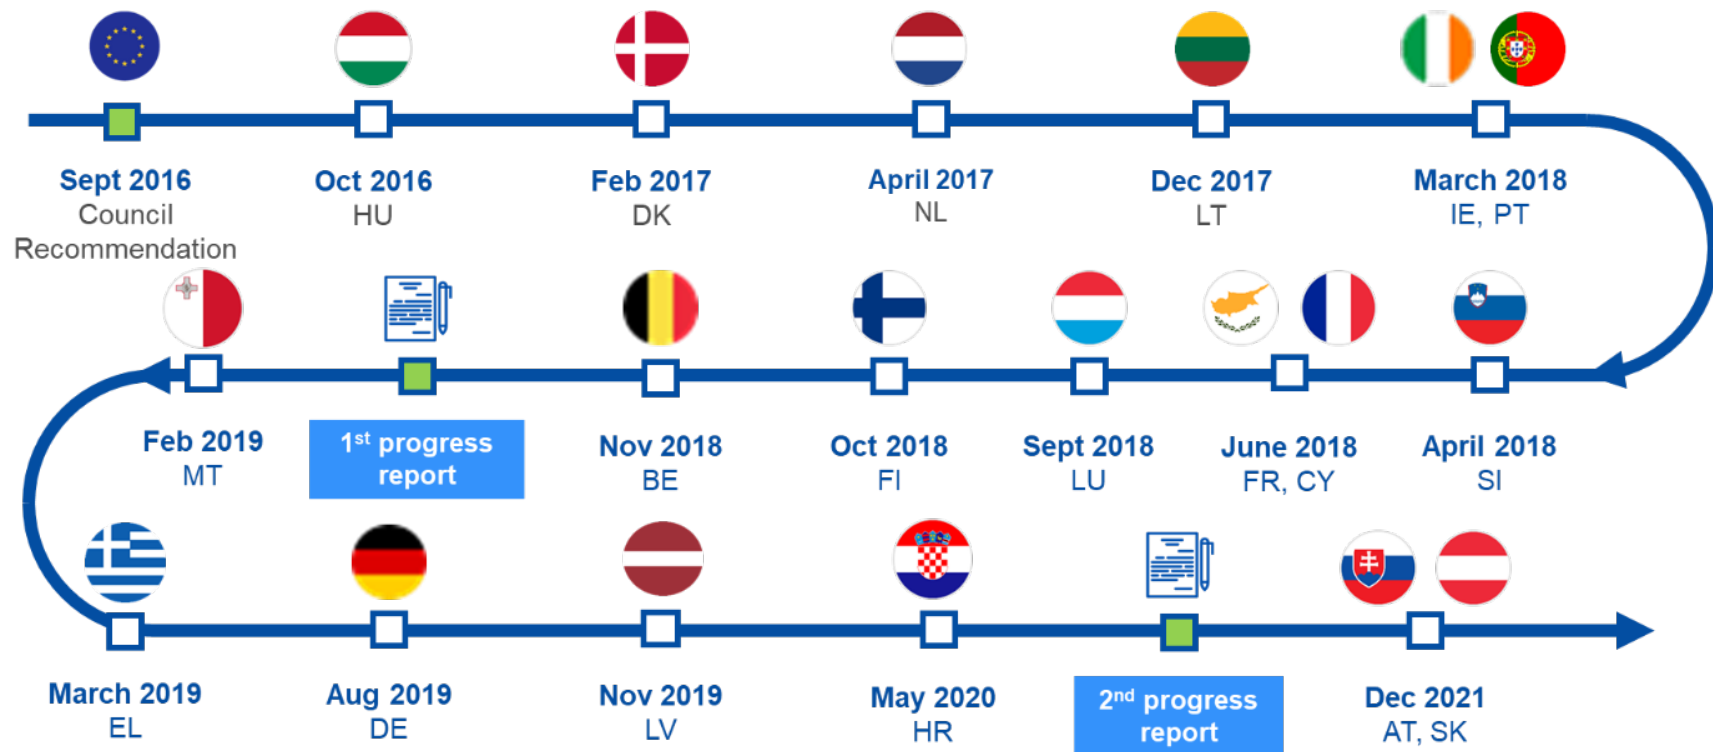 Sept 2016
Council
Recommendation
Oct 2016
HU
Feb 2017
DK
April 2017
NL
Dec 2017
LT
March 2018
IE, PT
April 2018
SI
June 2018
FR, CY
Sept 2018
LU
Oct 2018
FI
Nov 2018
BE
1st progress
report
Feb 2019
MT
March 2019
EL
Aug 2019
DE
Nov 2019
LV
May 2020
HR
2nd progress
report
Dec 2021
AT, SK